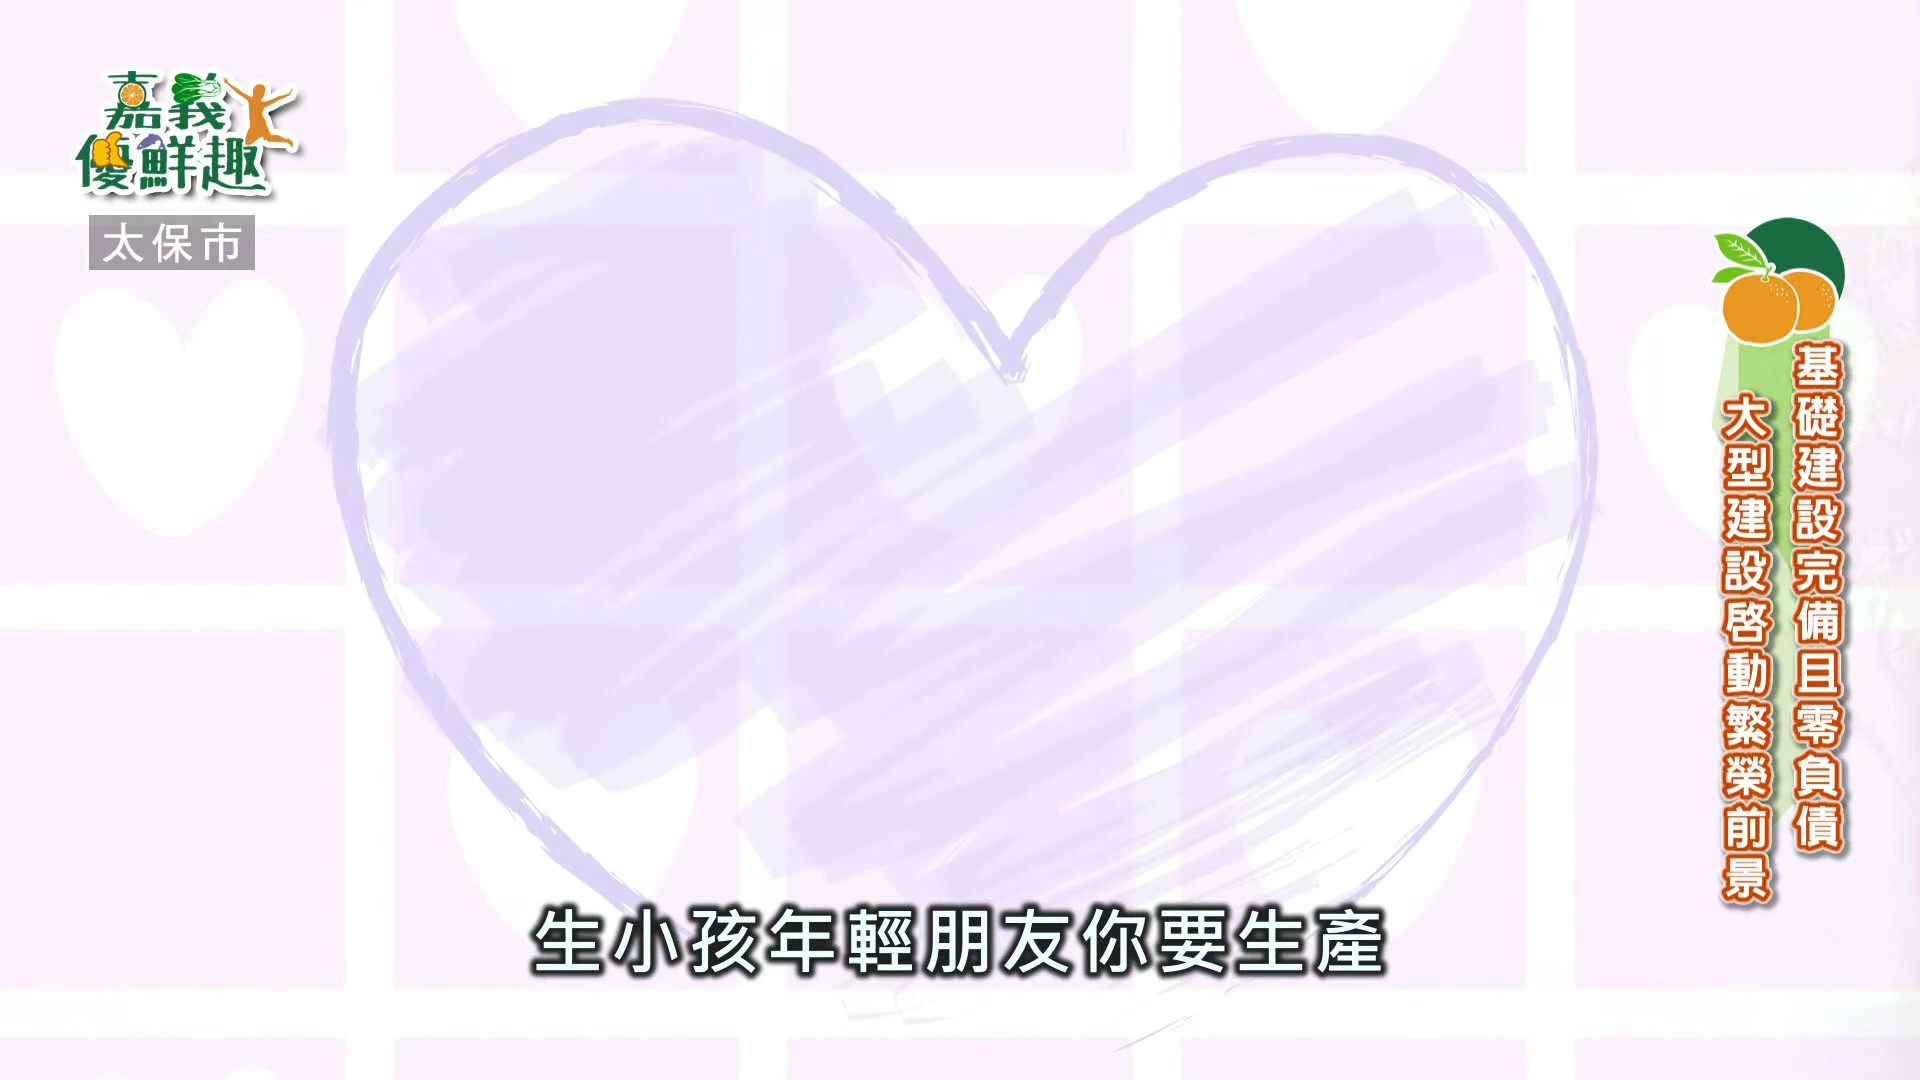 嘉義
優鮮趣
太保市
基礎建設完備且零負債
大型建設啓動繁榮前景
生小孩年輕朋友你要生產